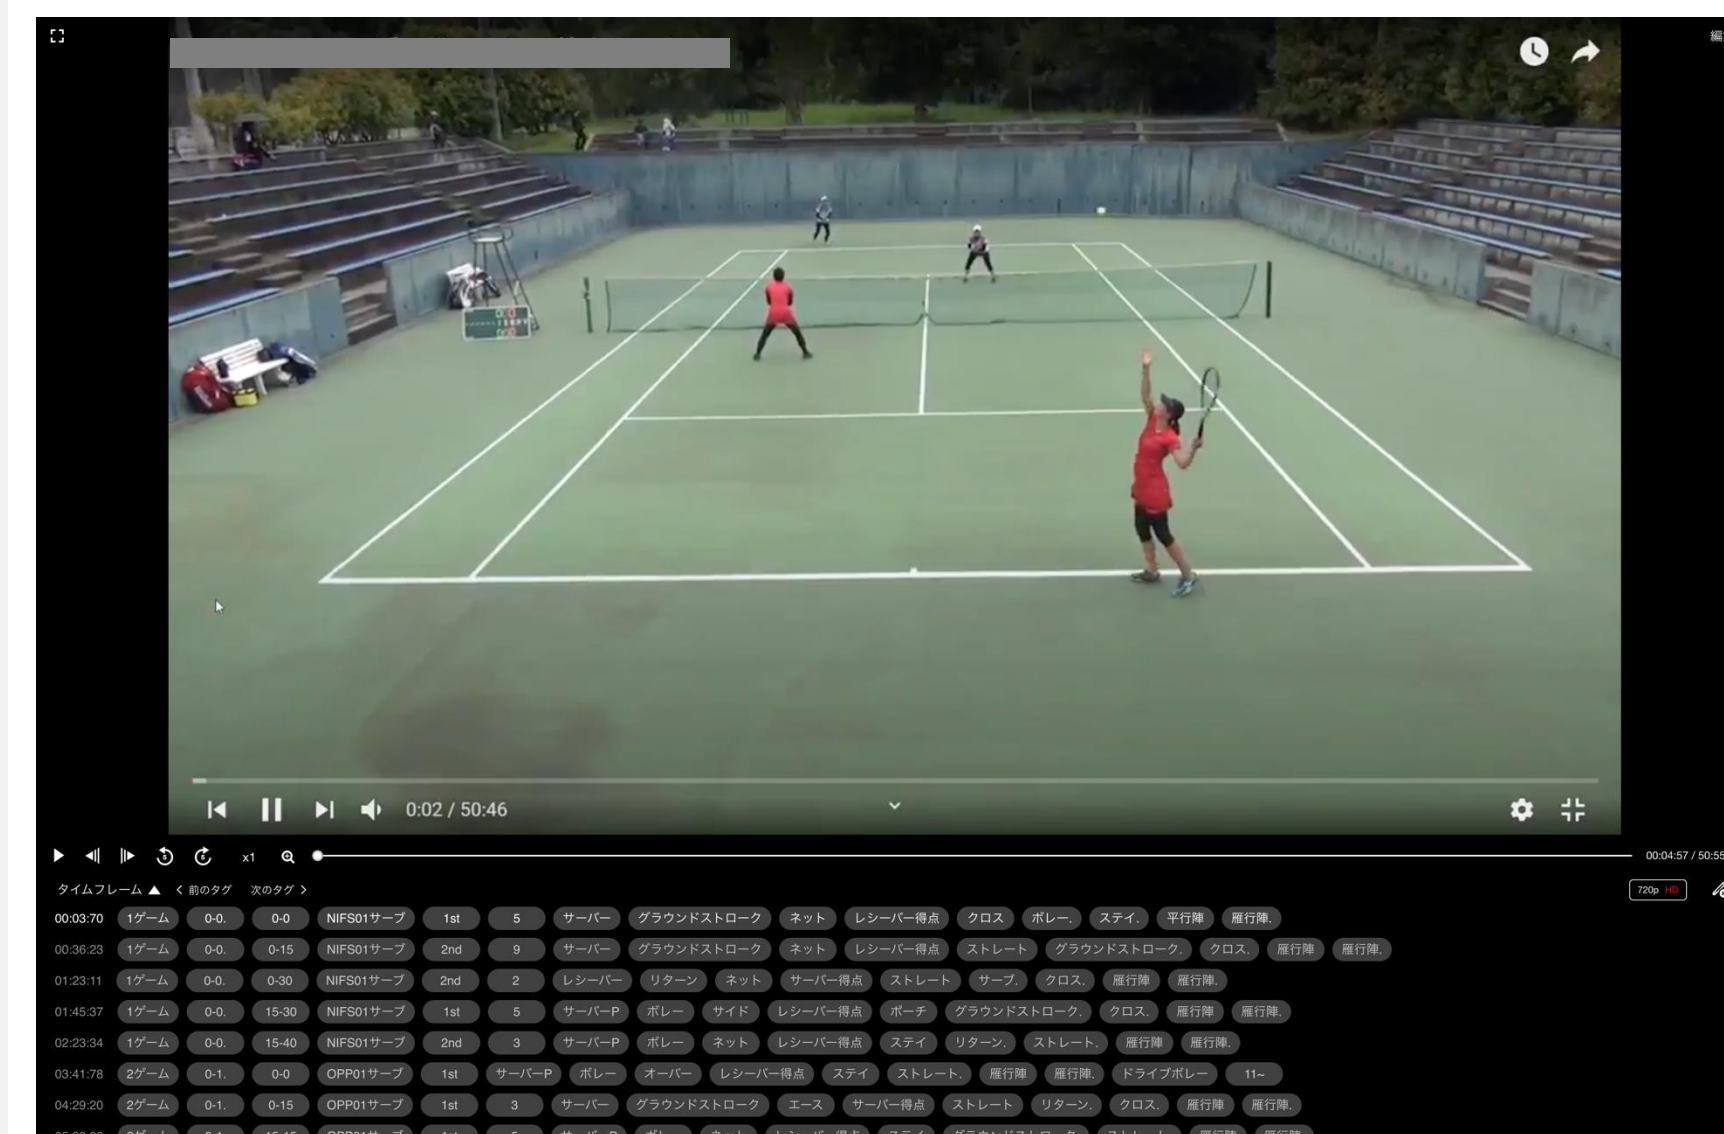 編
0:02 / 50:46
5 5 x1 00:04:57 / 50:55
タイムフレーム ▲ < 前のタグ 次のタグ > 720p HD
00:03:70 1ゲーム 0-0. 0-0 NIFS01サーブ 1st 5 サーバー グラウンドストローク ネット レシーバー得点 クロス ボレー. ステイ. 平行陣 雁行陣.
00:36:23 1ゲーム 0-0. 0-15 NIFS01サーブ 2nd 9 サーバー グラウンドストローク ネット レシーバー得点 ストレート グラウンドストローク. クロス. 雁行陣 雁行陣.
01:23:11 1ゲーム 0-0. 0-30 NIFS01サーブ 2nd 2 レシーバー リターン ネット サーバー得点 ストレート サーブ. クロス. 雁行陣 雁行陣.
01:45:37 1ゲーム 0-0. 15-30 NIFS01サーブ 1st 5 サーバーP ボレー サイド レシーバー得点 ポーチ グラウンドストローク. クロス. 雁行陣 雁行陣.
02:23:34 1ゲーム 0-0. 15-40 NIFS01サーブ 2nd 3 サーバーP ボレー ネット レシーバー得点 ステイ リターン. ストレート. 雁行陣 雁行陣.
03:41:78 2ゲーム 0-1. 0-0 OPP01サーブ 1st サーバーP ボレー オーバー レシーバー得点 ステイ ストレート. 雁行陣 雁行陣. ドライブボレー 11~
04:29:20 2ゲーム 0-1. 0-15 OPP01サーブ 1st 3 サーバー グラウンドストローク エース サーバー得点 ストレート リターン. クロス. 雁行陣 雁行陣.